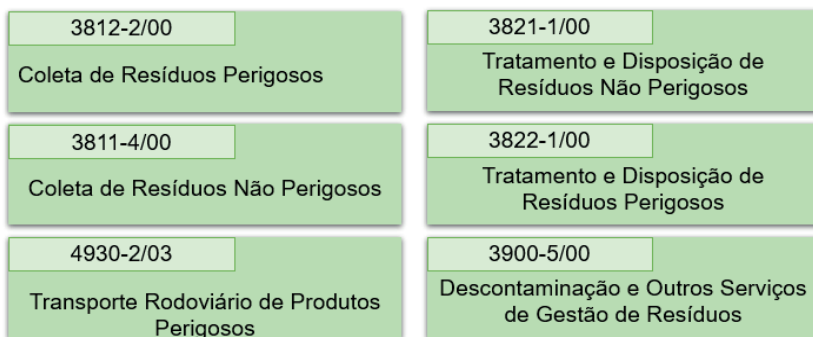 3812-2/00
Coleta de Resíduos Perigosos
3821-1/00
Tratamento e Disposição de
Resíduos Não Perigosos
3811-4/00
Coleta de Resíduos Não Perigosos
3822-1/00
Tratamento e Disposição de
Resíduos Perigosos
4930-2/03
Transporte Rodoviário de Produtos
Perigosos
3900-5/00
Descontaminação e Outros Serviços
de Gestão de Resíduos